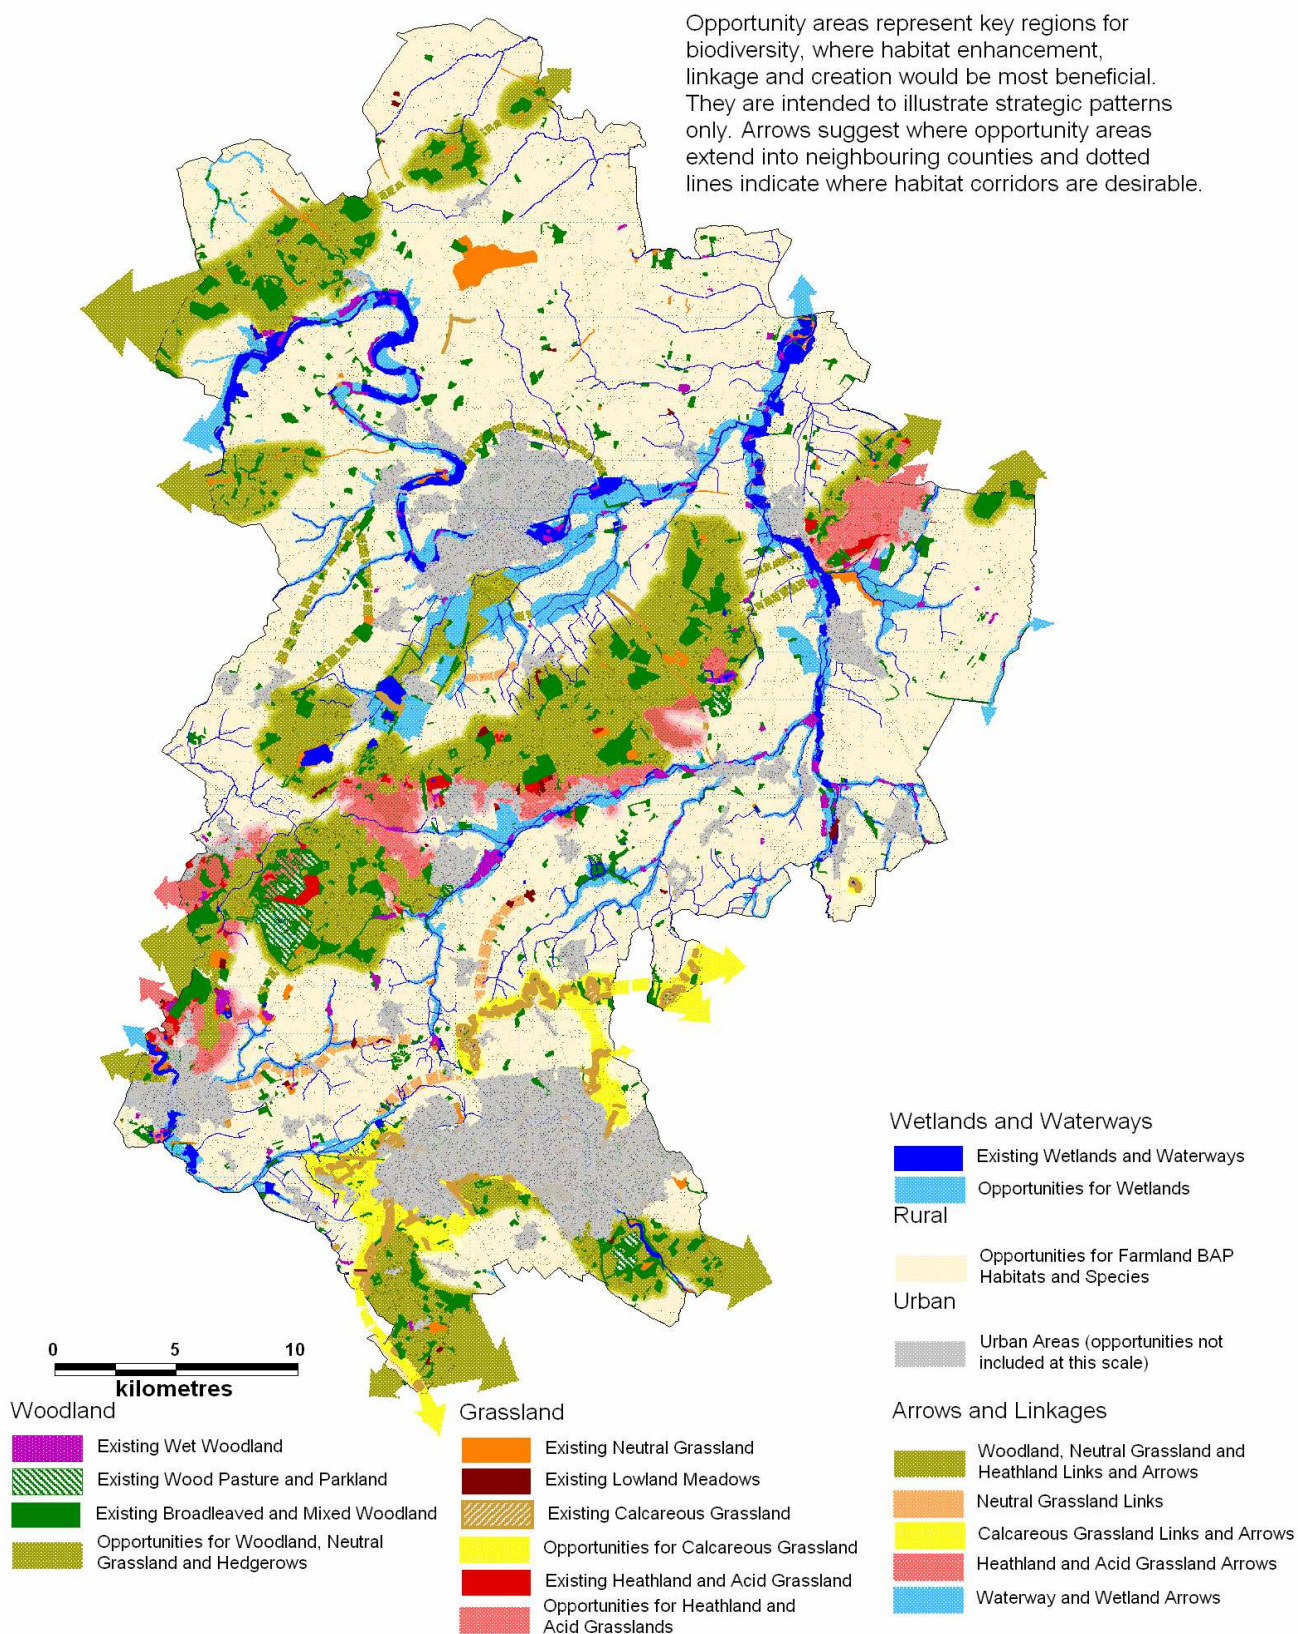 Opportunity areas represent key regions for
biodiversity, where habitat enhancement,
linkage and creation would be most beneficial.
They are intended to illustrate strategic patterns
only. Arrows suggest where opportunity areas
extend into neighbouring counties and dotted
lines indicate where habitat corridors are desirable.
Wetlands and Waterways
Existing Wetlands and Waterways
Opportunities for Wetlands
Rural
Opportunities for Farmland BAP
Habitats and Species
Urban
Urban Areas (opportunities not
included at this scale)
0 5 10
kilometres
Woodland
Existing Wet Woodland
Existing Wood Pasture and Parkland
Existing Broadleaved and Mixed Woodland
Opportunities for Woodland, Neutral
Grassland and Hedgerows
Grassland
Existing Neutral Grassland
Existing Lowland Meadows
Existing Calcareous Grassland
Opportunities for Calcareous Grassland
Existing Heathland and Acid Grassland
Opportunities for Heathland and
Acid Grasslands
Arrows and Linkages
Woodland, Neutral Grassland and
Heathland Links and Arrows
Neutral Grassland Links
Calcareous Grassland Links and Arrows
Heathland and Acid Grassland Arrows
Waterway and Wetland Arrows